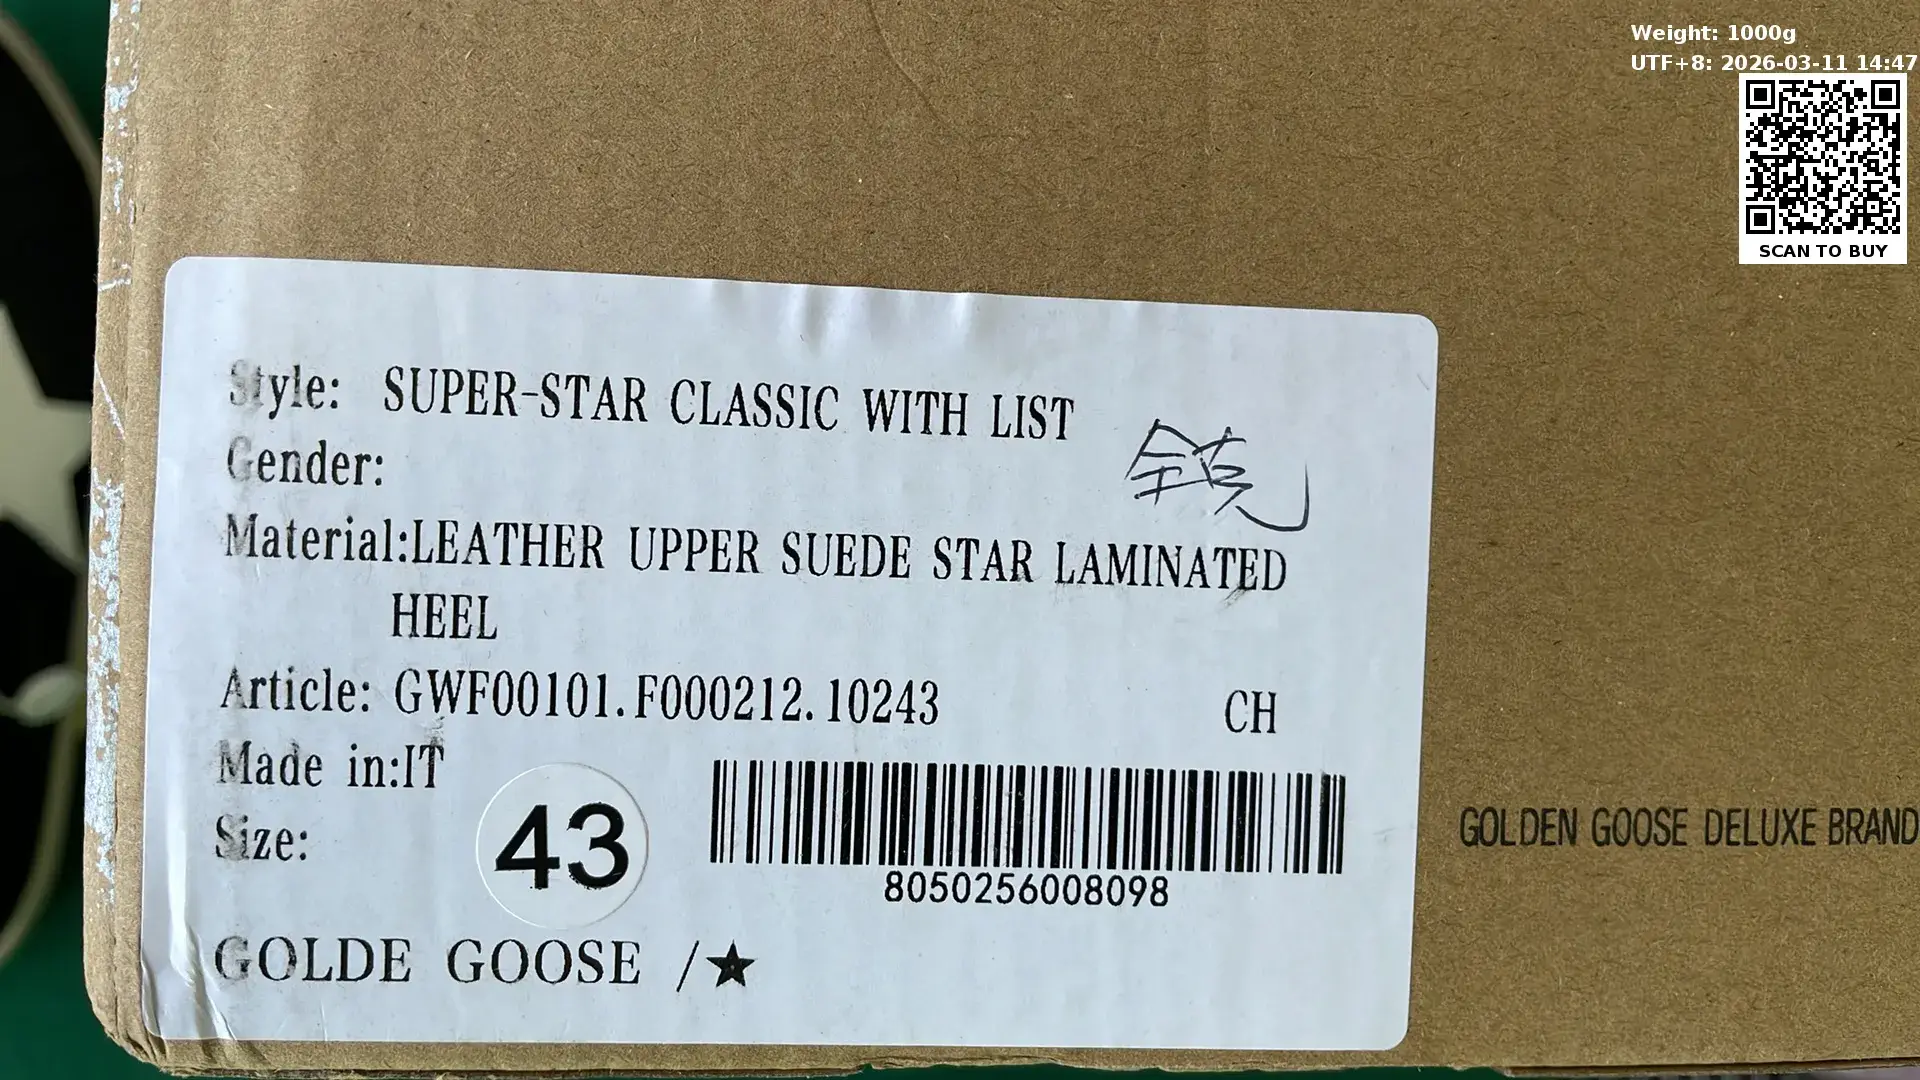 Weight: 1000g
UTF+8: 2026-03-11 14:47
SCAN TO BUY
Style: SUPER-STAR CLASSIC WITH LIST
Gender:
Material:LEATHER UPPER SUEDE STAR LAMINATED
HEEL
Article: GWF00101.F000212.10243 CH
Made in:IT
Size: 43
8050256008098
GOLDE GOOSE /★
GOLDEN GOOSE DELUXE BRAND